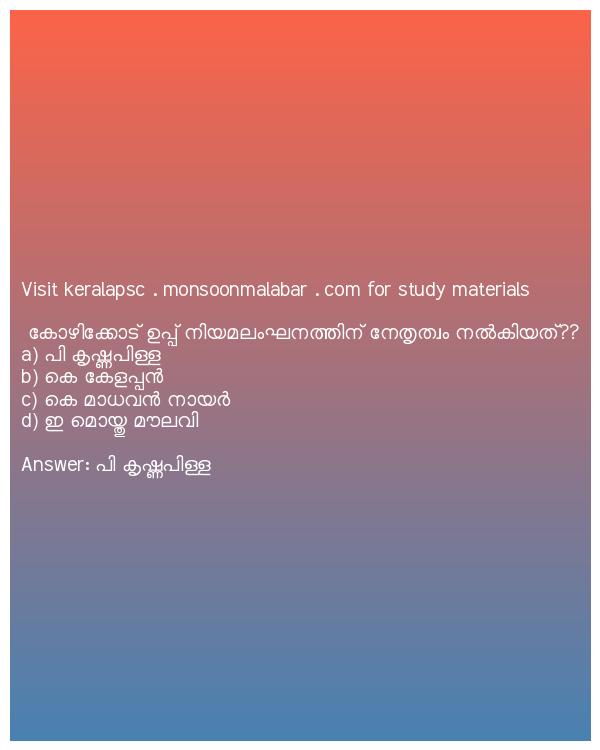 Visit keralapsc . monsoonmalabar . com for study materials
കോഴിക്കോട് ഉപ്പ് നിയമലംഘനത്തിന് നേതൃത്വം നൽകിയത്??
a) പി കൃഷ്ണപിള്ള
b) കെ കേളപ്പൻ
c) കെ മാധവൻ നായർ
d) ഇ മൊയ്തു മൗലവി
Answer: പി കൃഷ്ണപിള്ള